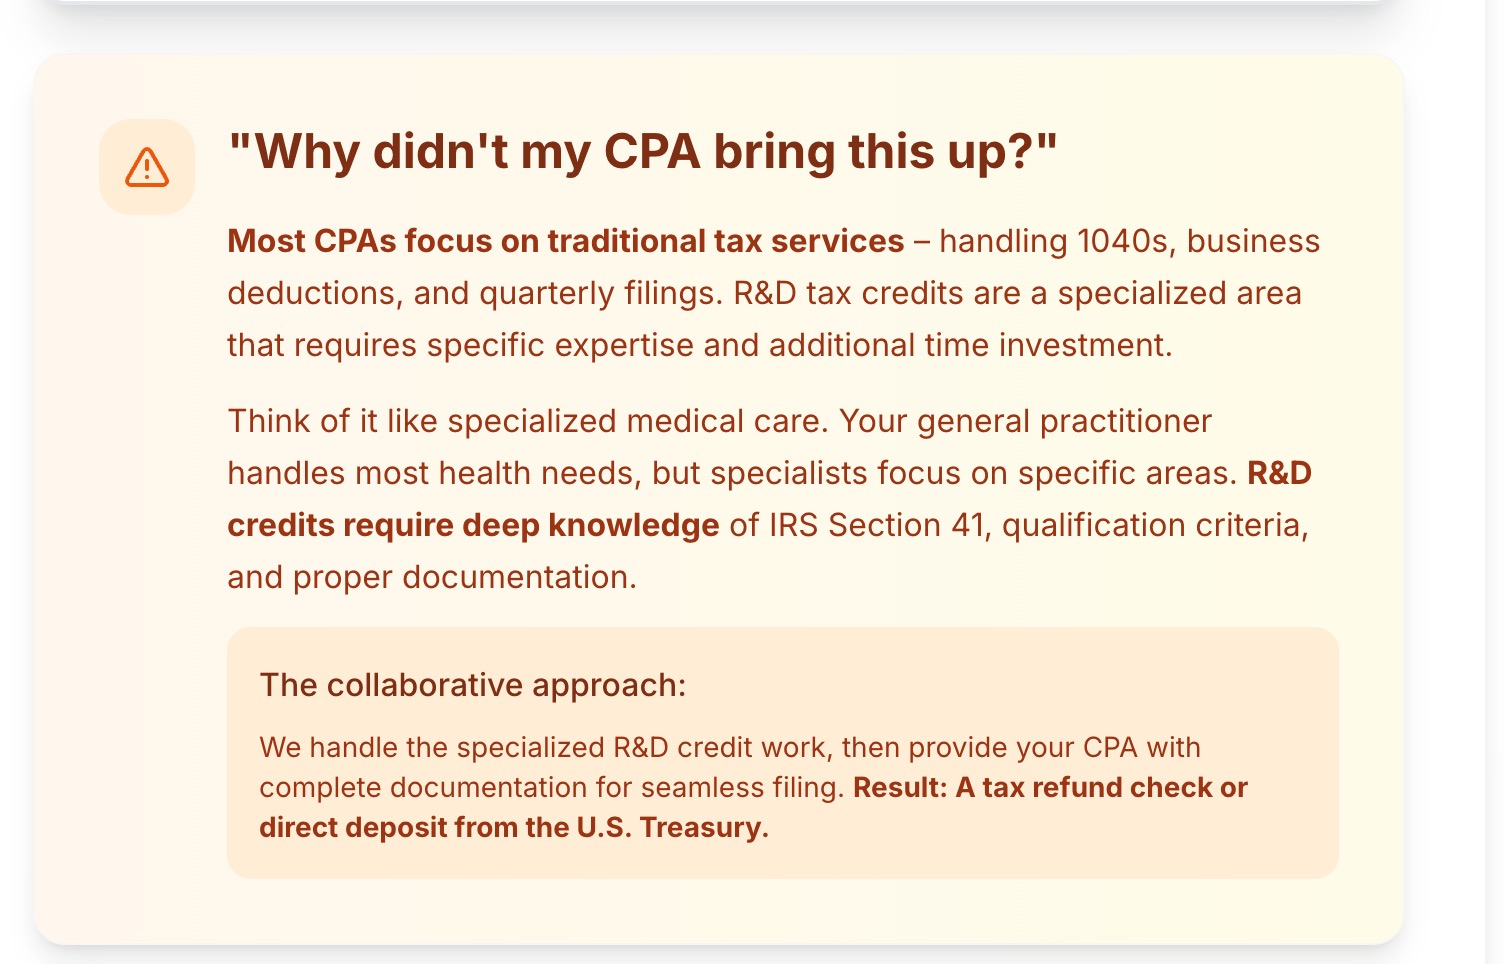 "Why didn't my CPA bring this up?"
Most CPAs focus on traditional tax services – handling 1040s, business
deductions, and quarterly filings. R&D tax credits are a specialized area
that requires specific expertise and additional time investment.
Think of it like specialized medical care. Your general practitioner
handles most health needs, but specialists focus on specific areas. R&D
credits require deep knowledge of IRS Section 41, qualification criteria,
and proper documentation.
The collaborative approach:
We handle the specialized R&D credit work, then provide your CPA with
complete documentation for seamless filing. Result: A tax refund check or
direct deposit from the U.S. Treasury.